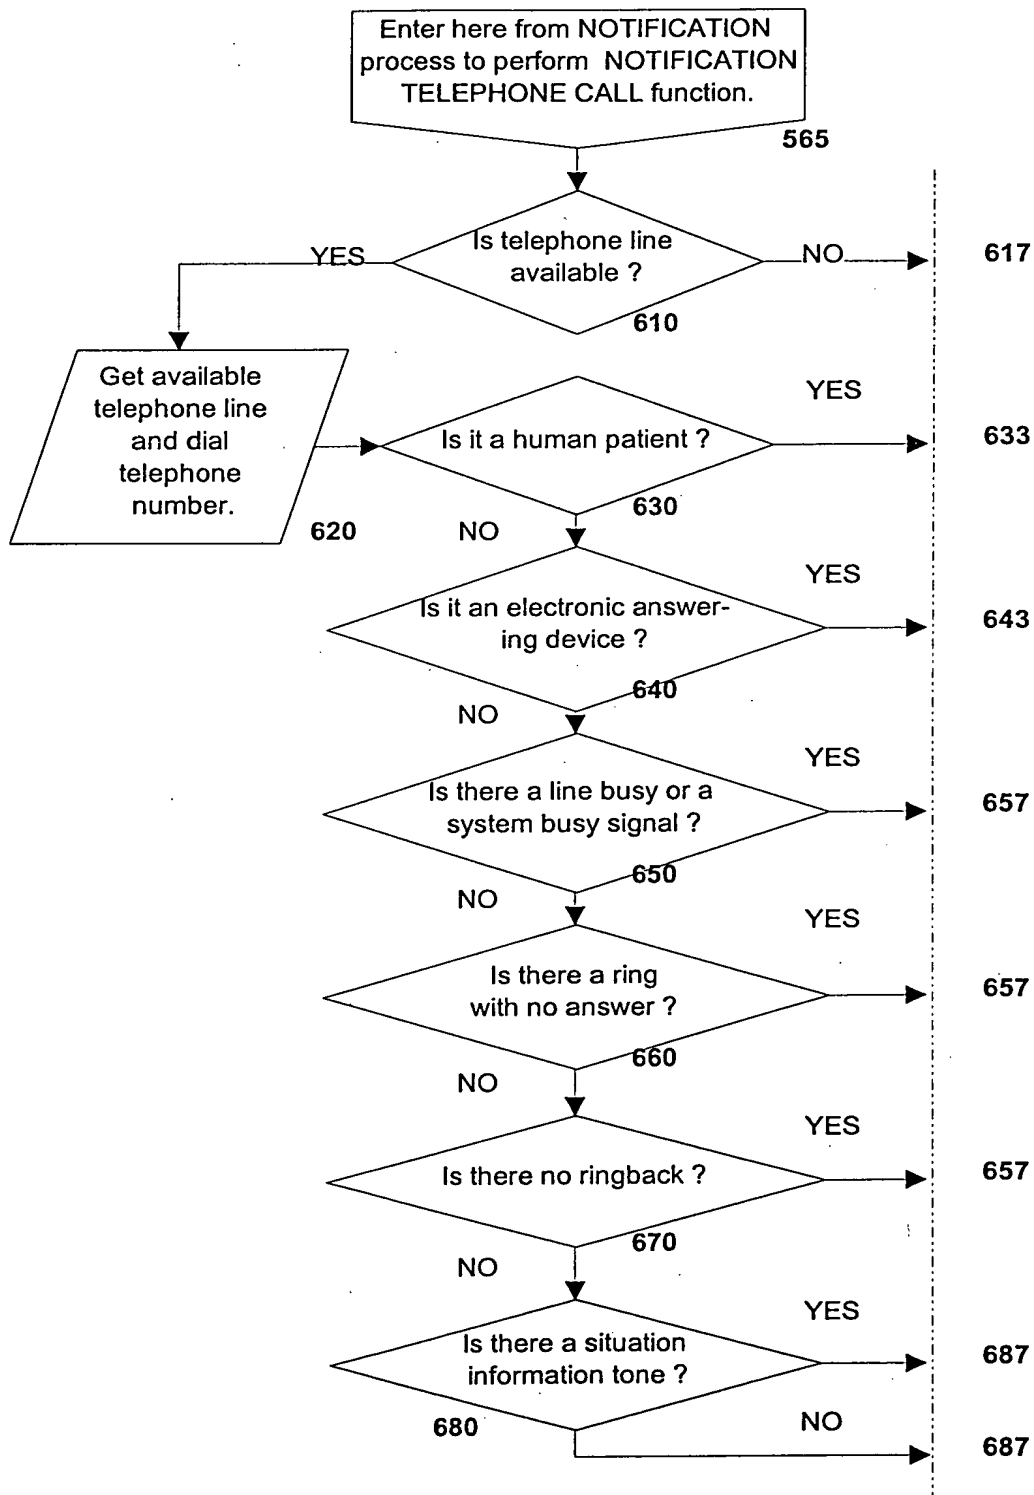 Enter here from NOTIFICATION
process to perform NOTIFICATION
TELEPHONE CALL function.
565
Is telephone line
available ?
YES
NO
617
610
Get available
telephone line
and dial
telephone
number.
620
Is it a human patient ?
YES
633
630
NO
Is it an electronic answer-
ing device ?
YES
643
640
NO
Is there a line busy or a
system busy signal ?
YES
657
650
NO
Is there a ring
with no answer ?
YES
657
660
NO
Is there no ringback ?
YES
657
670
NO
Is there a situation
information tone ?
YES
687
680
NO
687